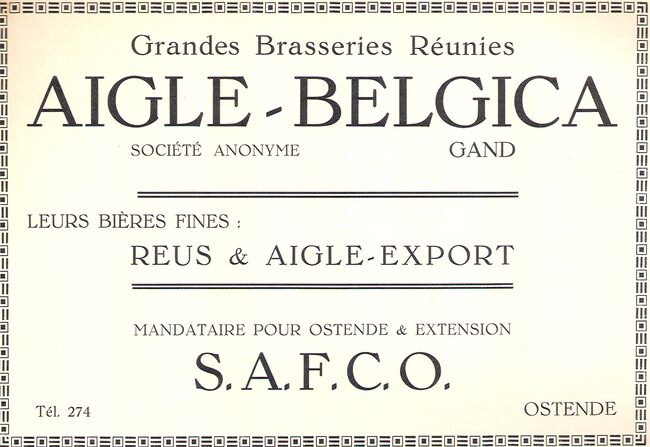 Grandes Brasseries Réunies
AIGLE-BELGICA
SOCIÉTÉ ANONYME GAND
LEURS BIÈRES FINES :
REUS & AIGLE-EXPORT
MANDATAIRE POUR OSTENDE & EXTENSION
S.A.F.C.O.
Tél. 274 OSTENDE